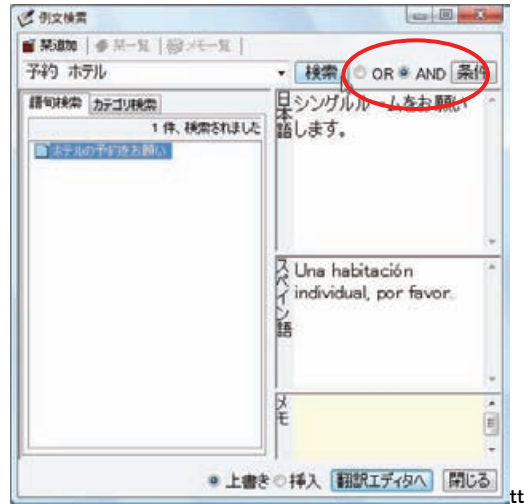 例文検索
栞追加 栞一覧 メモ一覧
予約 ホテル 検索 OR AND 条件
語句検索 カテゴリ検索
1 件、検索されました
ホテルの予約をお願い
日本語
シングルルームをお願い
します。
スペイン語
Una habitación
individual, por favor.
メモ
上書き 挿入 翻訳エディタへ 閉じる
tt